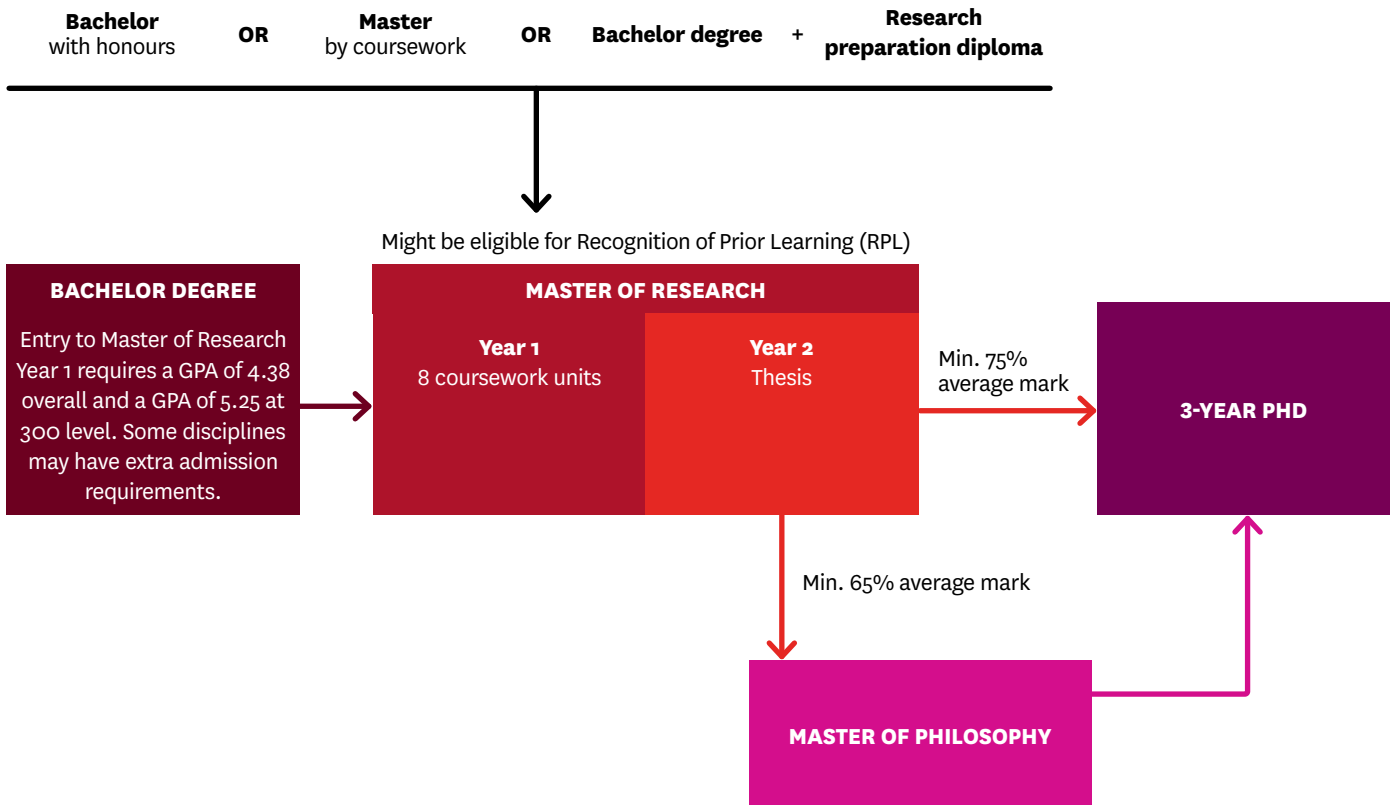 Bachelor
with honours
OR
Master
by coursework
OR
Bachelor degree
+
Research
preparation diploma
Might be eligible for Recognition of Prior Learning (RPL)
BACHELOR DEGREE
Entry to Master of Research
Year 1 requires a GPA of 4.38
overall and a GPA of 5.25 at
300 level. Some disciplines
may have extra admission
requirements.
MASTER OF RESEARCH
Year 1
8 coursework units
Year 2
Thesis
Min. 75%
average mark
3-YEAR PHD
Min. 65% average mark
MASTER OF PHILOSOPHY